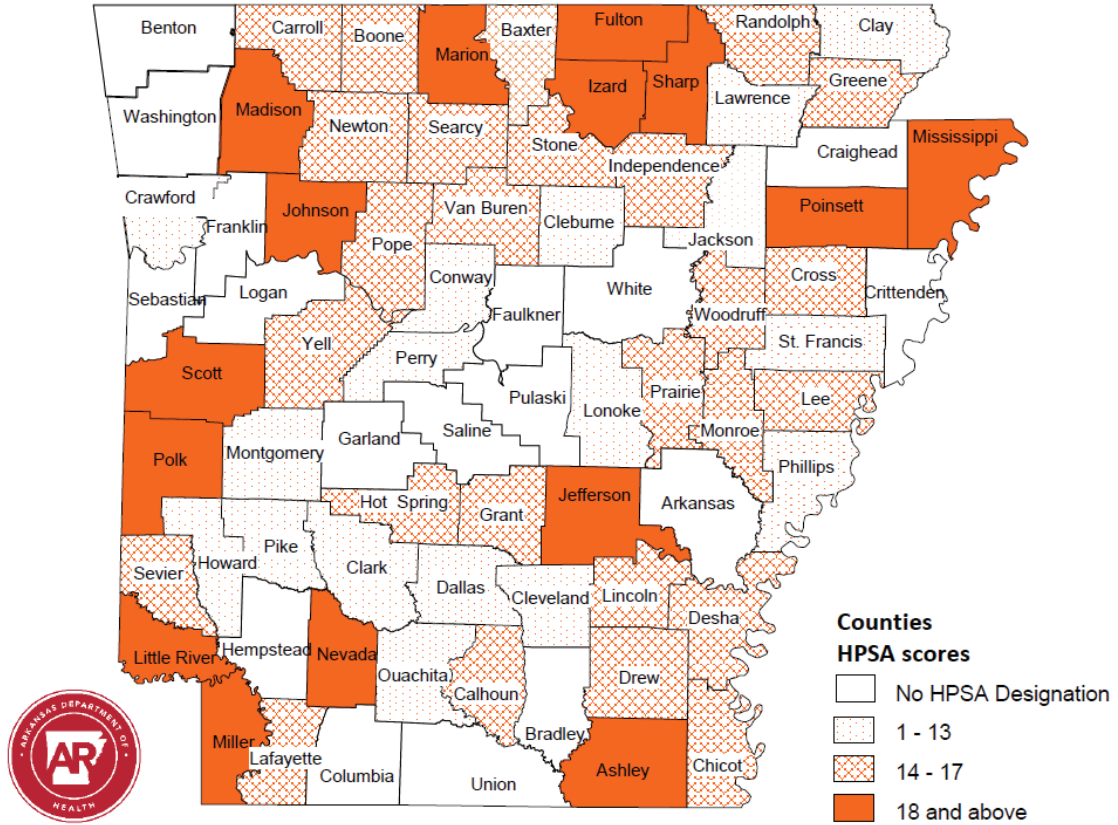 Benton
Carroll
Boone
Marion
Baxter
Fulton
Randolph
Clay
Izard
Sharp
Greene
Washington
Madison
Newton
Searcy
Stone
Lawrence
Independence
Craighead
Mississippi
Crawford
Franklin
Johnson
Pope
Van Buren
Cleburne
Jackson
Poinsett
Sebastian
Logan
Conway
White
Woodruff
Cross
Crittenden
Yell
Faulkner
St. Francis
Scott
Perry
Pulaski
Lonoke
Prairie
Lee
Monroe
Polk
Montgomery
Garland
Saline
Phillips
Hot Spring
Grant
Jefferson
Arkansas
Sevier
Howard
Pike
Clark
Dallas
Cleveland
Lincoln
Desha
Little River
Hempstead
Nevada
Ouachita
Calhoun
Drew
Miller
Lafayette
Columbia
Union
Bradley
Ashley
Chicot
Counties
HPSA scores
No HPSA Designation
1 - 13
14 - 17
18 and above
ARKANSAS DEPARTMENT OF
AR
HEALTH